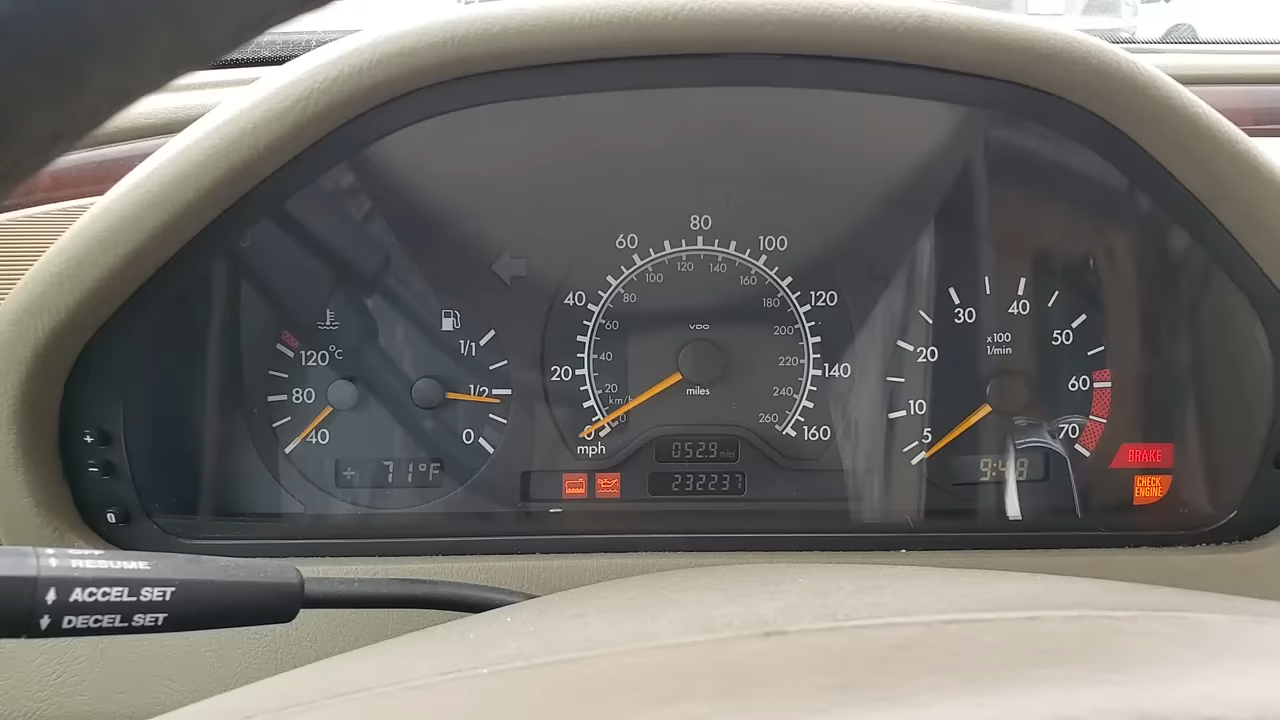 80
60
100
120
140
100
160
80
40
180
120
60
200
20
40
220
140
20
240
km/h
0
260
0
160
mph
VDO
miles
052.9 miles
232237
120°C
80
40
+ 71°F
1/1
1/2
0
40
30
x100
1/min
50
20
60
10
70
5
9:48
BRAKE
CHECK
ENGINE
+
-
0
RESUME
ACCEL.SET
DECEL.SET